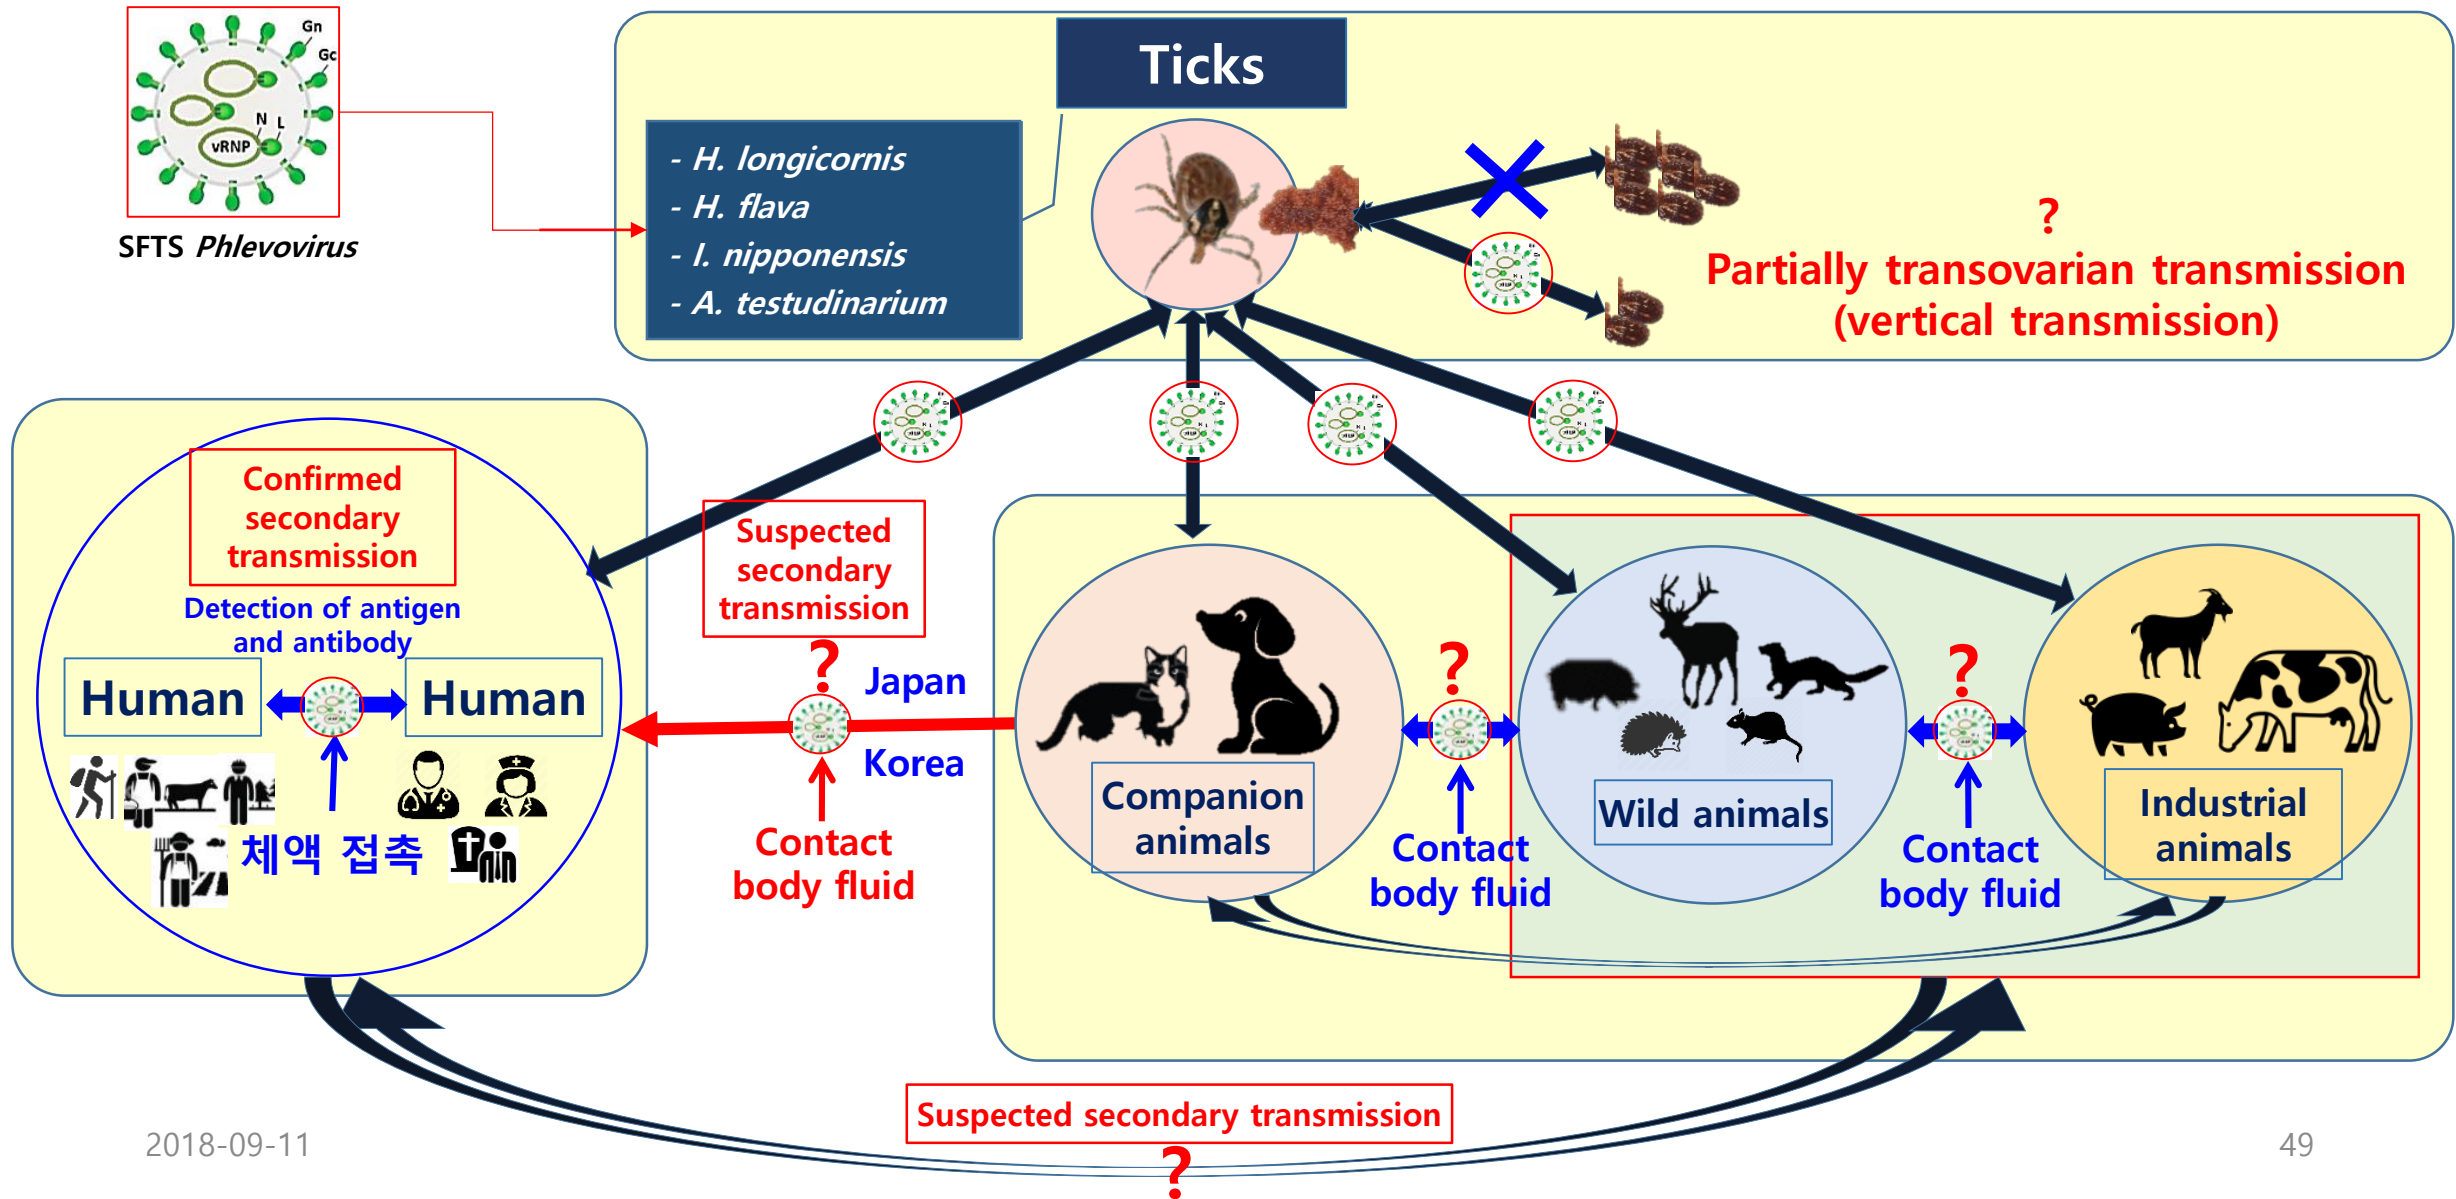 Gn
Gc
N L
vRNP
SFTS Phlevovirus
Ticks
- H. longicornis
- H. flava
- I. nipponensis
- A. testudinarium
?
Partially transovarian transmission
(vertical transmission)
Confirmed
secondary
transmission
Detection of antigen
and antibody
Human
Human
체액 접촉
Suspected
secondary
transmission
?
Japan
Korea
Contact
body fluid
Companion
animals
?
Contact
body fluid
Wild animals
?
Contact
body fluid
Industrial
animals
Suspected secondary transmission
?
2018-09-11
49